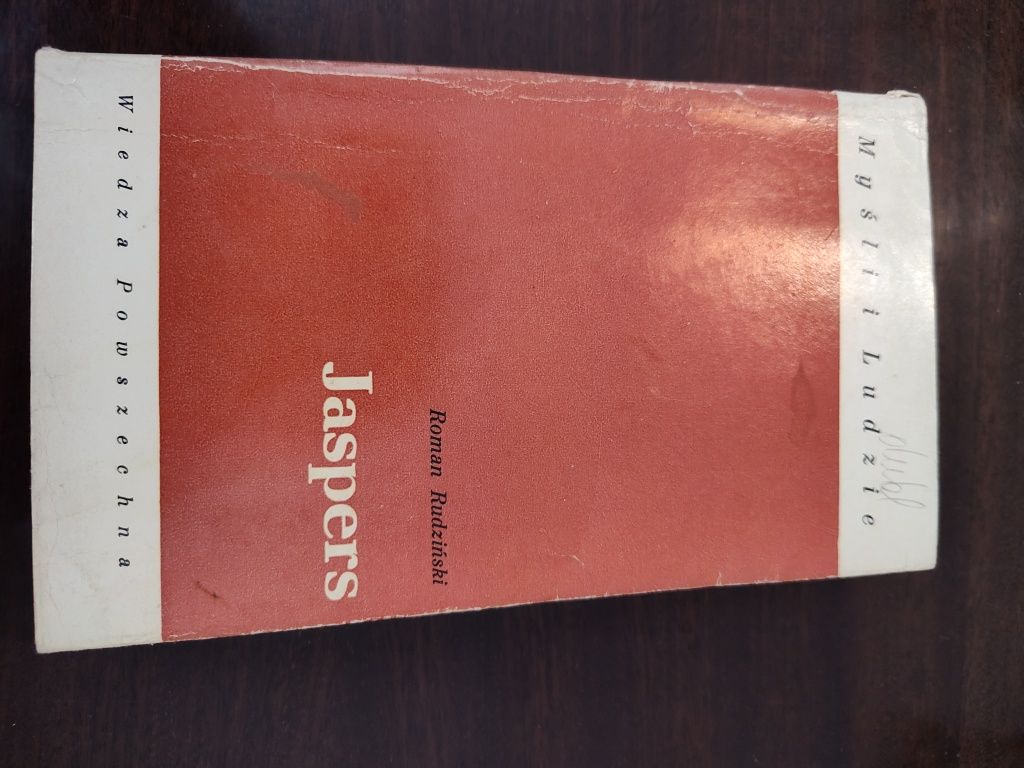 Myśli i Ludzie
Roman Rudziński
Jaspers
Wiedza Powszechna